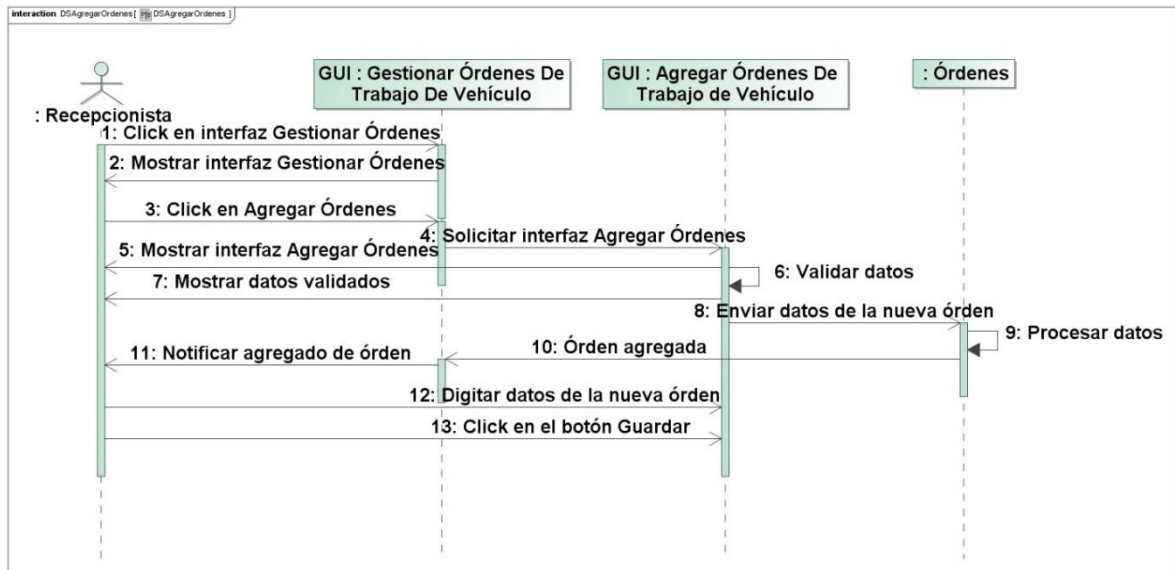 interaction DSAgregarOrdenes[ DSAgregarOrdenes ]
GUI : Gestionar Órdenes De
Trabajo De Vehículo
GUI : Agregar Órdenes De
Trabajo de Vehículo
: Órdenes
: Recepcionista
1: Click en interfaz Gestionar Órdenes
2: Mostrar interfaz Gestionar Órdenes
3: Click en Agregar Órdenes
4: Solicitar interfaz Agregar Órdenes
5: Mostrar interfaz Agregar Órdenes
6: Validar datos
7: Mostrar datos validados
8: Enviar datos de la nueva órden
9: Procesar datos
10: Órden agregada
11: Notificar agregado de órden
12: Digitar datos de la nueva órden
13: Click en el botón Guardar